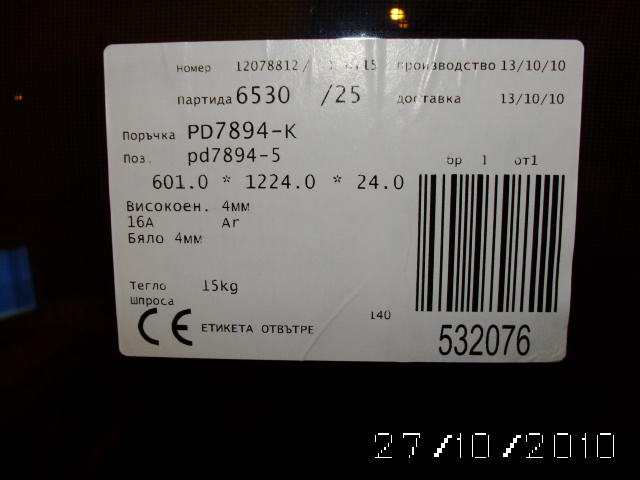 номер 12078812/ производство 13/10/10
партида 6530 /25 доставка 13/10/10
Поръчка PD7894-K
Поз. pd7894-5
бр 1 от1
601.0 * 1224.0 * 24.0
Високоен. 4мм
16A Ar
Бяло 4мм
Тегло 15kg
Шпроса
140
CE ЕТИКЕТА ОТВЪТРЕ
532076
27/10/2010